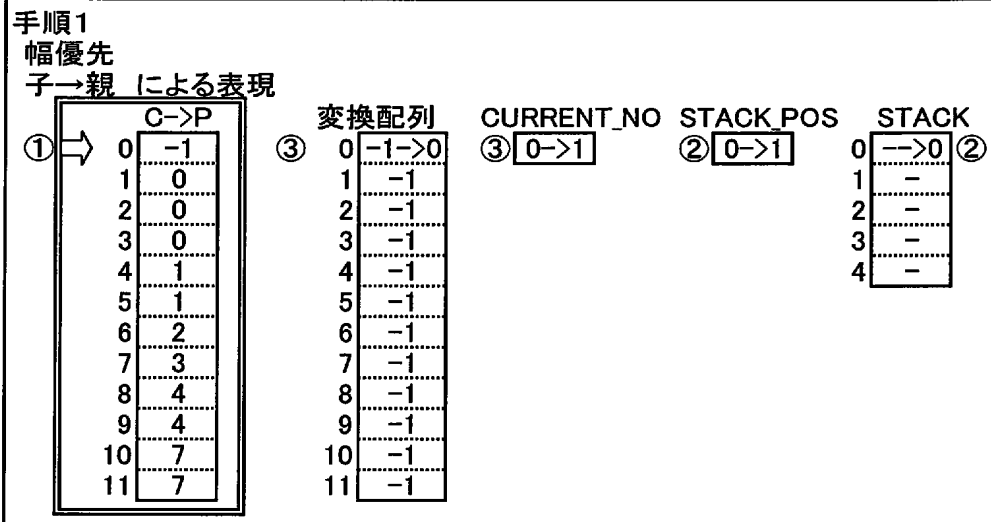 手順1
幅優先
子→親 による表現
C->P 変換配列 CURRENT_NO STACK_POS STACK
① ⇨ 0 -1 ③ 0 -1->0 ③ 0->1 ② 0->1 0 -->0 ②
1 0 1 -1 1 -
2 0 2 -1 2 -
3 0 3 -1 3 -
4 1 4 -1 4 -
5 1 5 -1
6 2 6 -1
7 3 7 -1
8 4 8 -1
9 4 9 -1
10 7 10 -1
11 7 11 -1